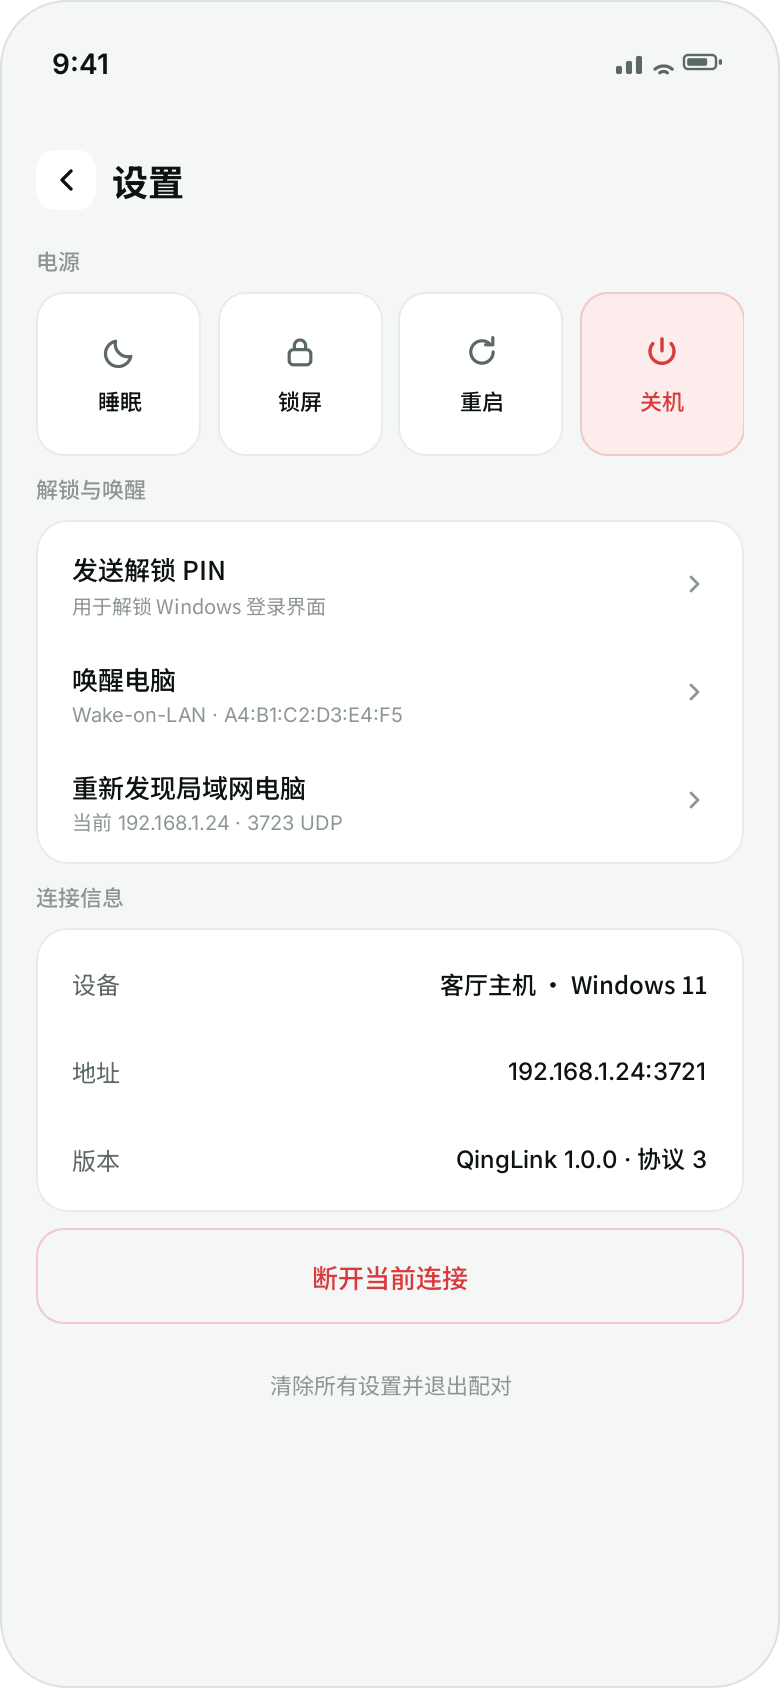 9:41
设置
电源
睡眠
锁屏
重启
关机
解锁与唤醒
发送解锁 PIN
用于解锁 Windows 登录界面
唤醒电脑
Wake-on-LAN · A4:B1:C2:D3:E4:F5
重新发现局域网电脑
当前 192.168.1.24 · 3723 UDP
连接信息
设备 客厅主机 · Windows 11
地址 192.168.1.24:3721
版本 QingLink 1.0.0 · 协议 3
断开当前连接
清除所有设置并退出配对